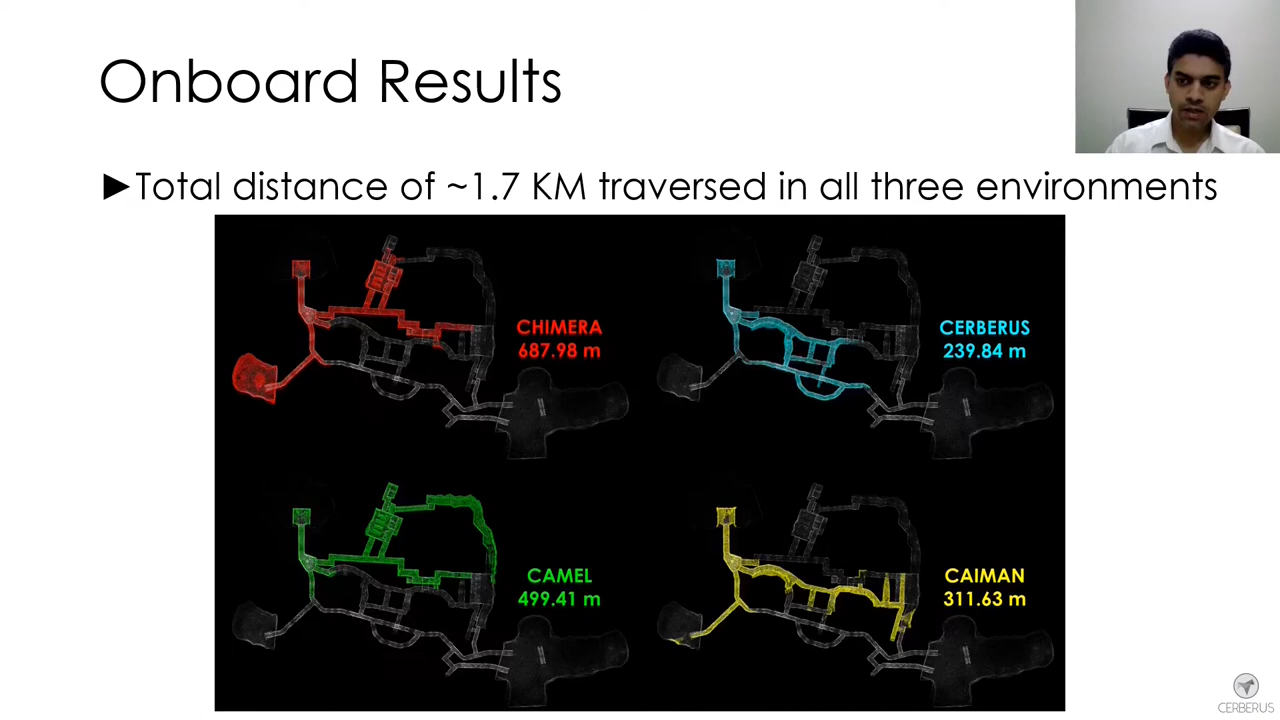 Onboard Results
►Total distance of ~1.7 KM traversed in all three environments
CHIMERA
687.98 m
CERBERUS
239.84 m
CAMEL
499.41 m
CAIMAN
311.63 m
CERBERUS